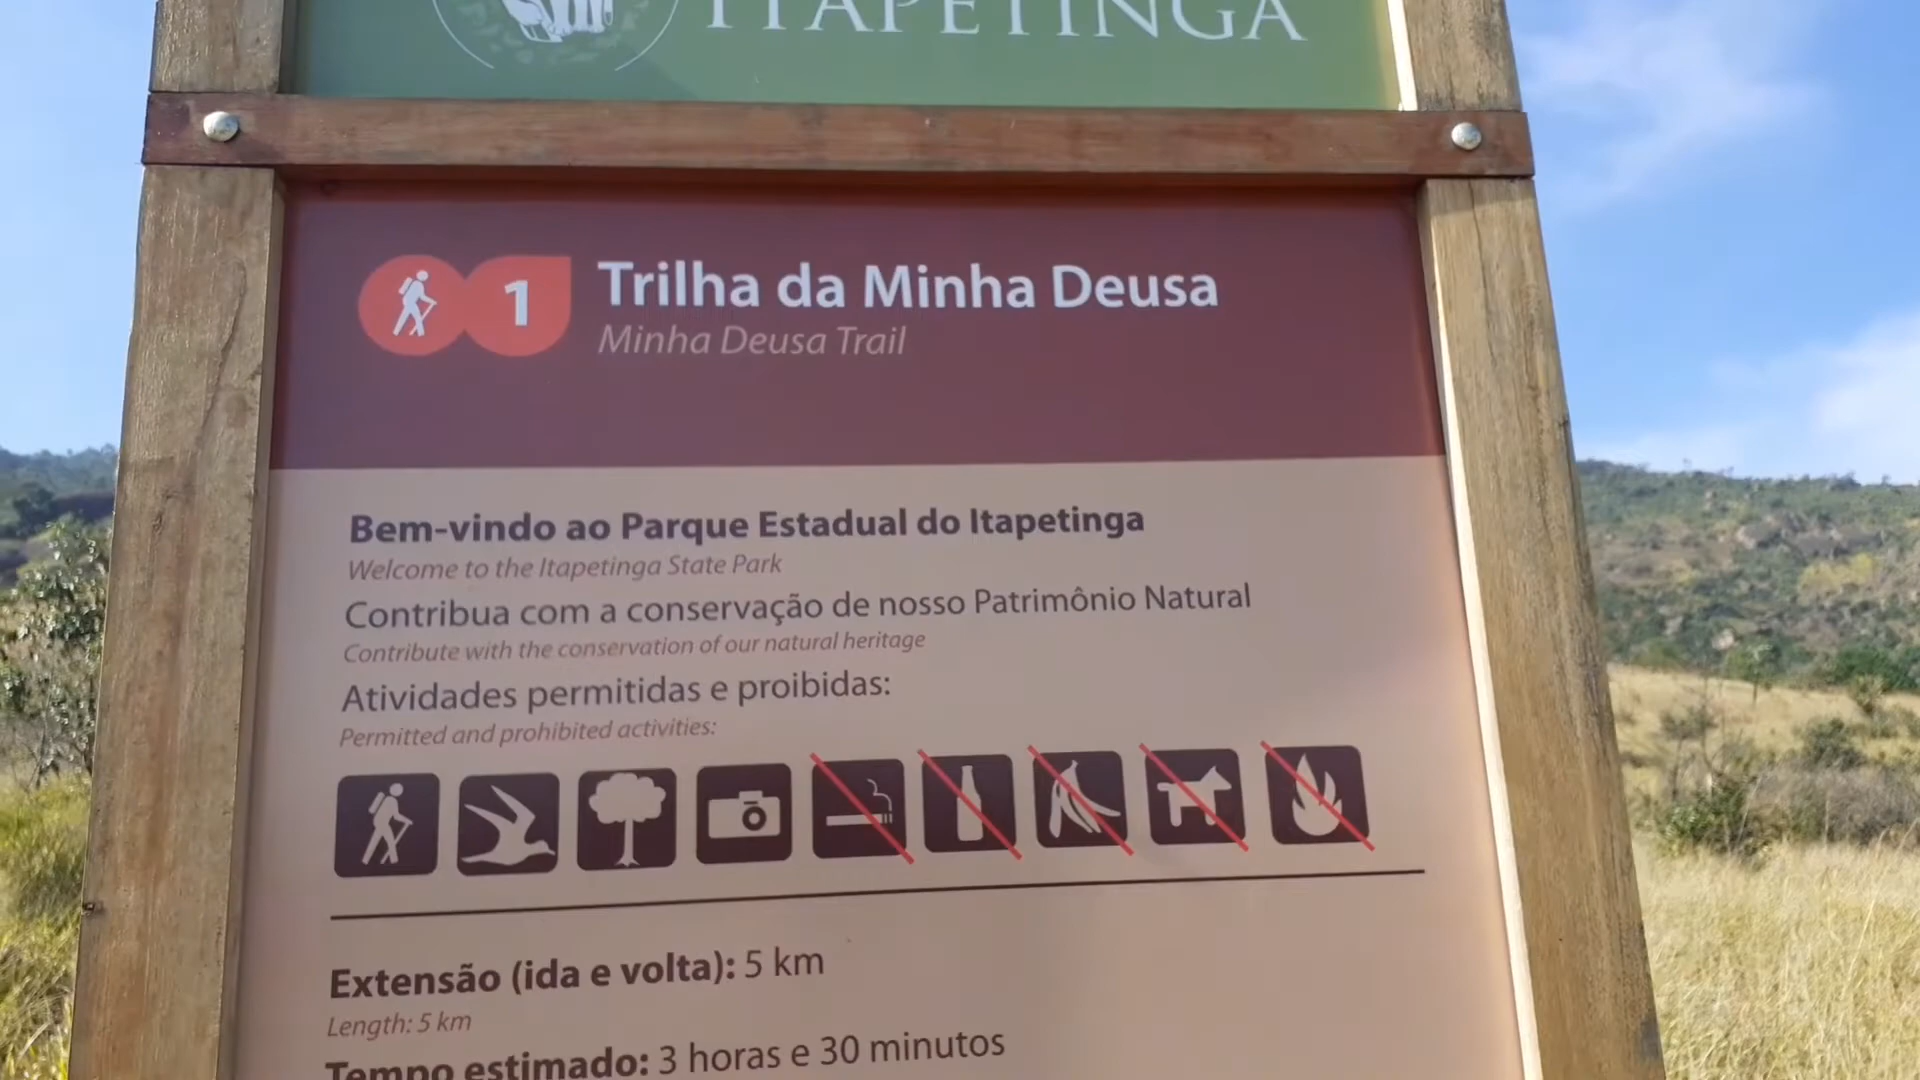 ITAPETINGA
1
Trilha da Minha Deusa
Minha Deusa Trail
Bem-vindo ao Parque Estadual do Itapetinga
Welcome to the Itapetinga State Park
Contribua com a conservação de nosso Patrimônio Natural
Contribute with the conservation of our natural heritage
Atividades permitidas e proibidas:
Permitted and prohibited activities:
Extensão (ida e volta): 5 km
Length: 5 km
Tempo estimado: 3 horas e 30 minutos